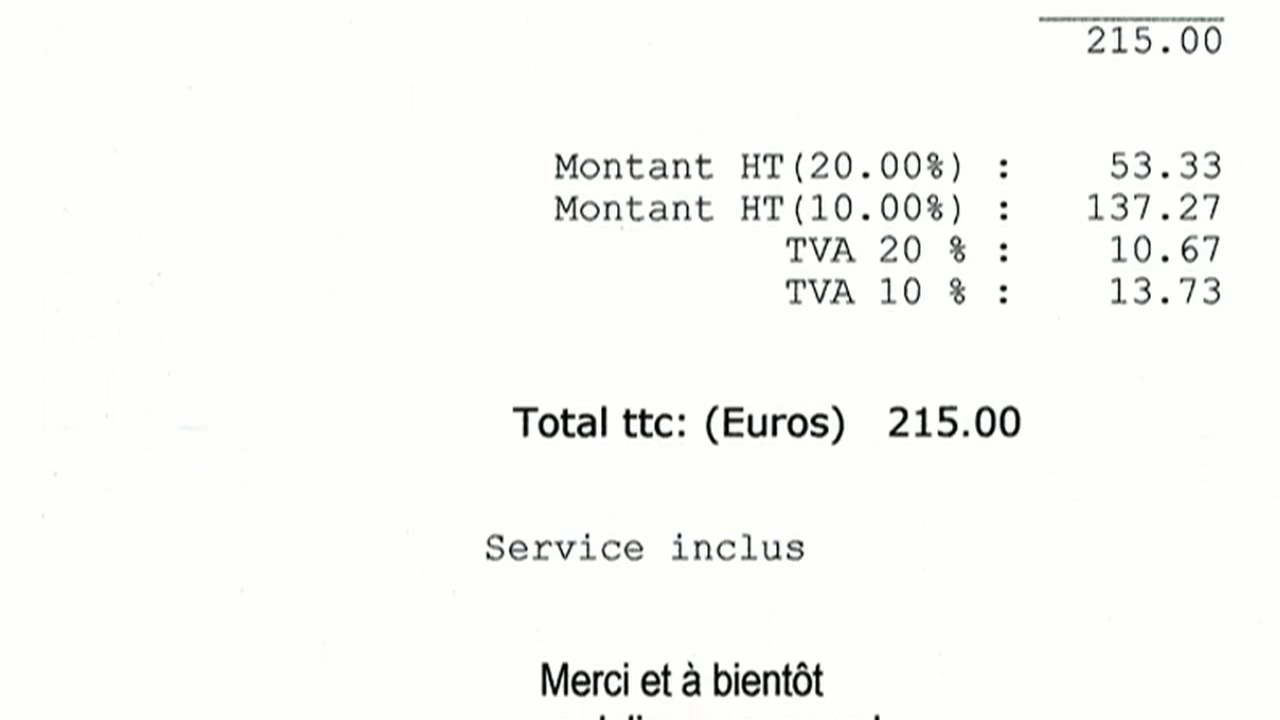 215.00
Montant HT(20.00%) : 53.33
Montant HT(10.00%) : 137.27
TVA 20 % : 10.67
TVA 10 % : 13.73
Total ttc: (Euros) 215.00
Service inclus
Merci et à bientôt